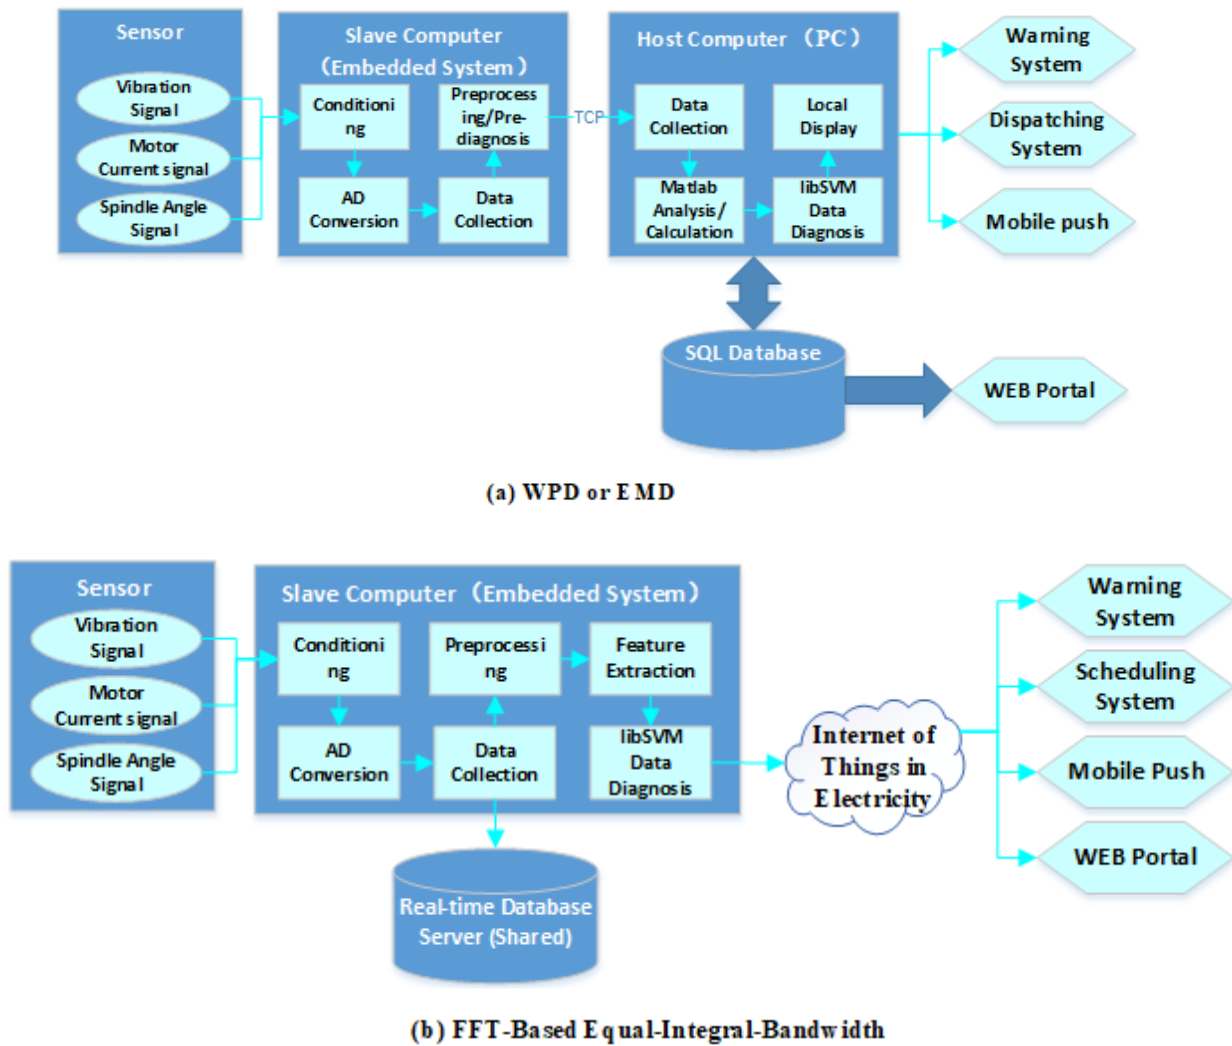 Sensor
Vibration
Signal
Motor
Current signal
Spindle Angle
Signal
Slave Computer
(Embedded System)
Conditioni
ng
Preprocess
ing/Pre-
diagnosis
AD
Conversion
Data
Collection
TCP
Host Computer (PC)
Data
Collection
Local
Display
Matlab
Analysis/
Calculation
libSVM
Data
Diagnosis
Warning
System
Dispatching
System
Mobile push
SQL Database
WEB Portal
(a) WPD or EMD
Sensor
Vibration
Signal
Motor
Current signal
Spindle Angle
Signal
Slave Computer (Embedded System)
Conditioni
ng
Preprocessi
ng
Feature
Extraction
AD
Conversion
Data
Collection
libSVM
Data
Diagnosis
Internet of
Things in
Electricity
Warning
System
Scheduling
System
Mobile Push
WEB Portal
Real-time Database
Server (Shared)
(b) FFT-Based Equal-Integral-Bandwidth